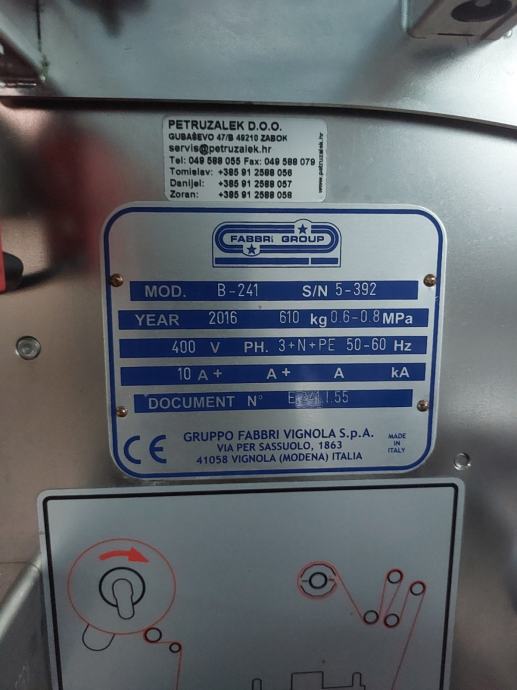 PETRUZALEK D.O.O.
GUBAŠEVO 47/B 49210 ZABOK
servis@petruzalek.hr
Tel: 049 588 055 Fax: 049 588 079
Tomislav: +385 91 2588 056
Danijel: +385 91 2588 057
Zoran: +385 91 2588 058
www.petruzalek.hr
FABBRI GROUP
MOD. B-241 S/N 5-392
YEAR 2016 610 kg 0.6-0.8 MPa
400 V PH. 3+N+PE 50-60 Hz
10 A+ A+ A kA
DOCUMENT N°
CE
GRUPPO FABBRI VIGNOLA S.p.A.
VIA PER SASSUOLO, 1863
41058 VIGNOLA (MODENA) ITALIA
MADE
IN
ITALY